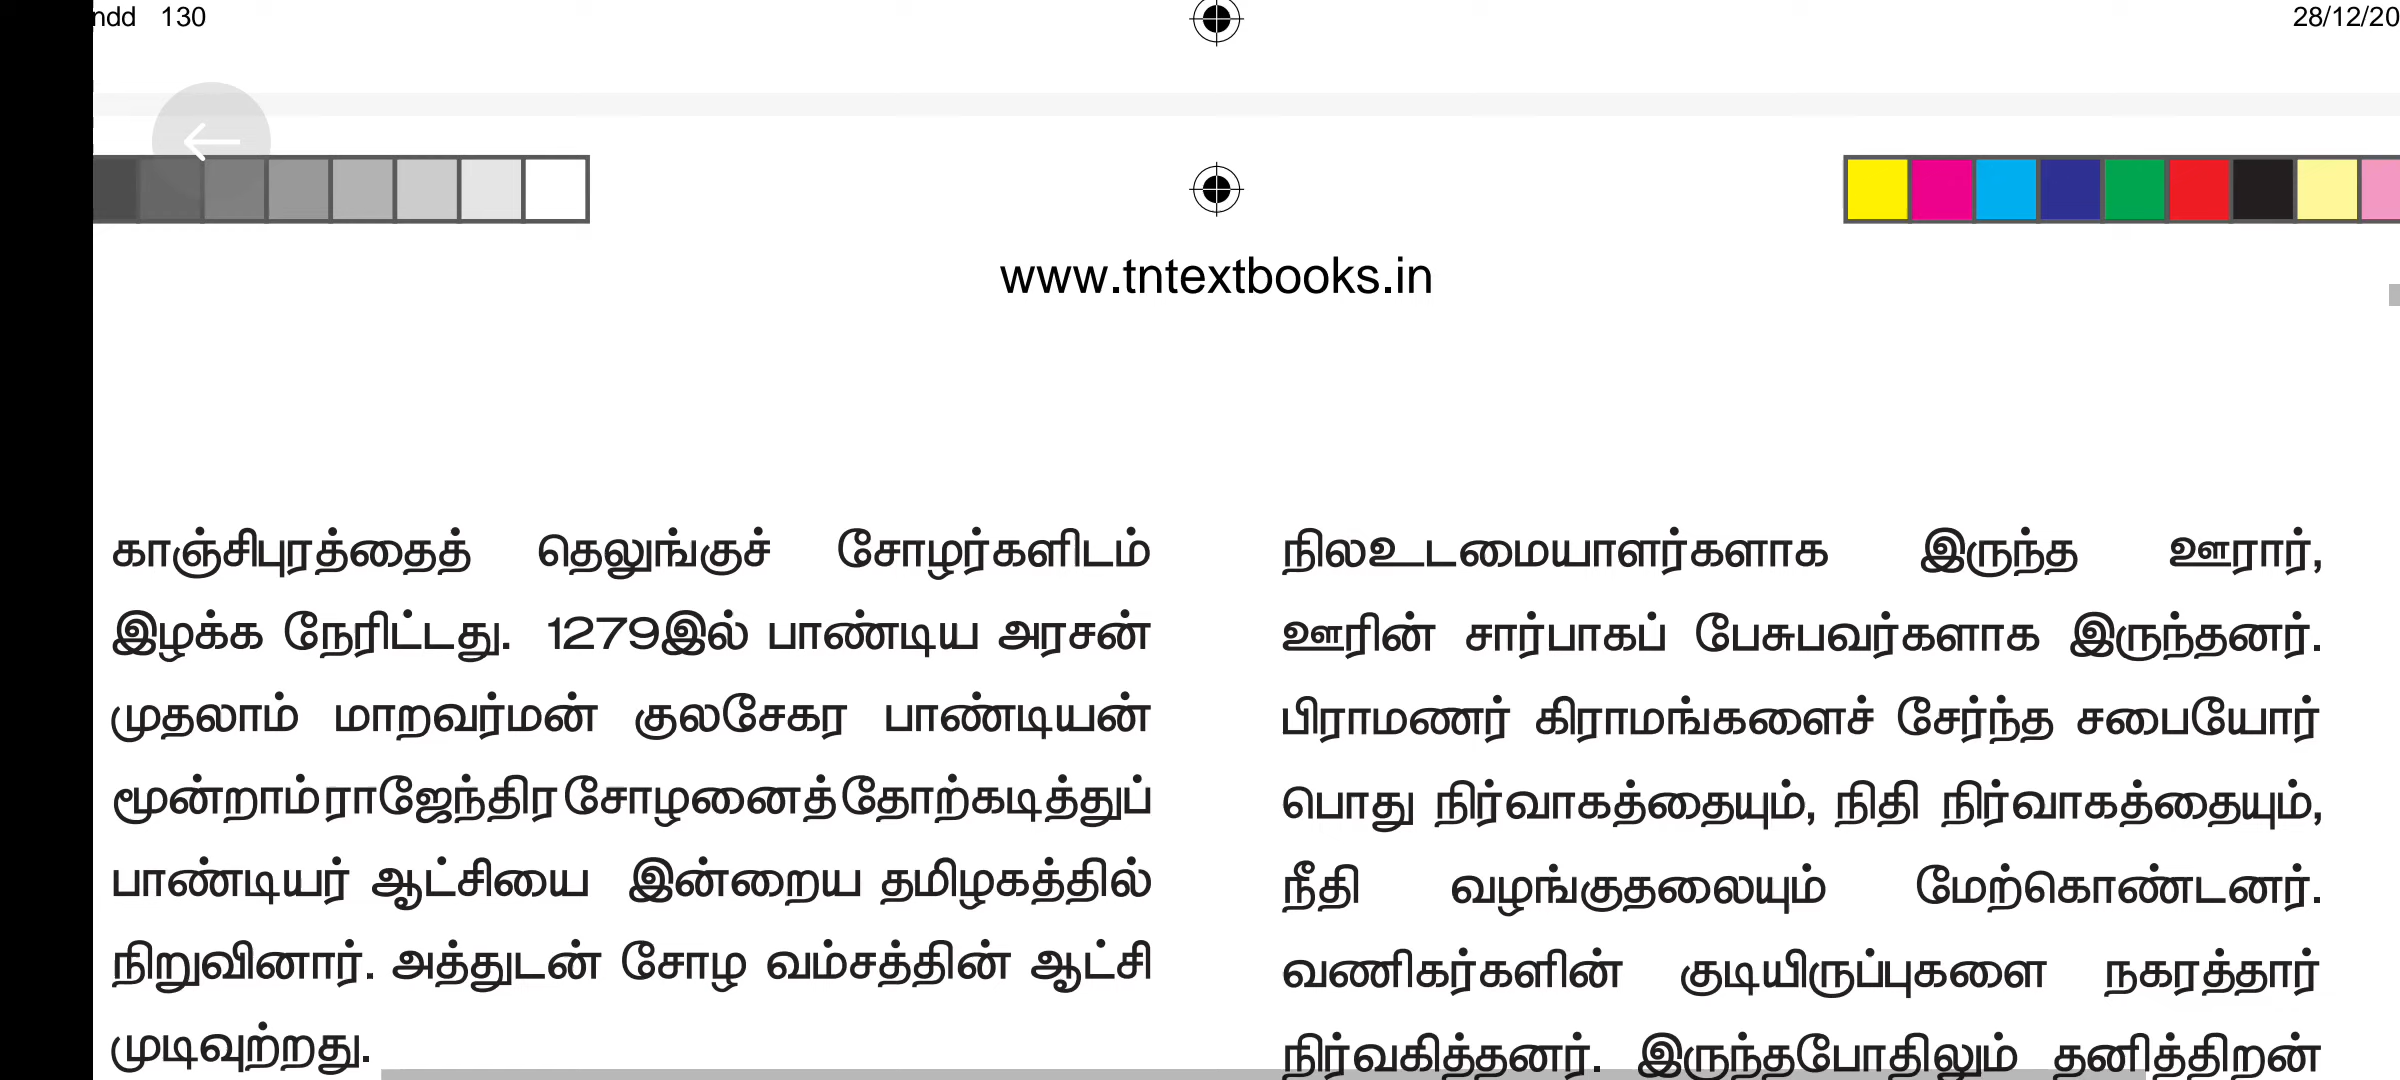 ndd 130
28/12/20
www.tntextbooks.in
காஞ்சிபுரத்தைத் தெலுங்குச் சோழர்களிடம்
இழக்க நேரிட்டது. 1279இல் பாண்டிய அரசன்
முதலாம் மாறவர்மன் குலசேகர பாண்டியன்
மூன்றாம் ராஜேந்திர சோழனைத் தோற்கடித்துப்
பாண்டியர் ஆட்சியை இன்றைய தமிழகத்தில்
நிறுவினார். அத்துடன் சோழ வம்சத்தின் ஆட்சி
முடிவுற்றது.
நிலஉடமையாளர்களாக இருந்த ஊரார்,
ஊரின் சார்பாகப் பேசுபவர்களாக இருந்தனர்.
பிராமணர் கிராமங்களைச் சேர்ந்த சபையோர்
பொது நிர்வாகத்தையும், நிதி நிர்வாகத்தையும்,
நீதி வழங்குதலையும் மேற்கொண்டனர்.
வணிகர்களின் குடியிருப்புகளை நகரத்தார்
நிர்வகித்தனர். இருந்தபோதிலும் தனித்திறன்